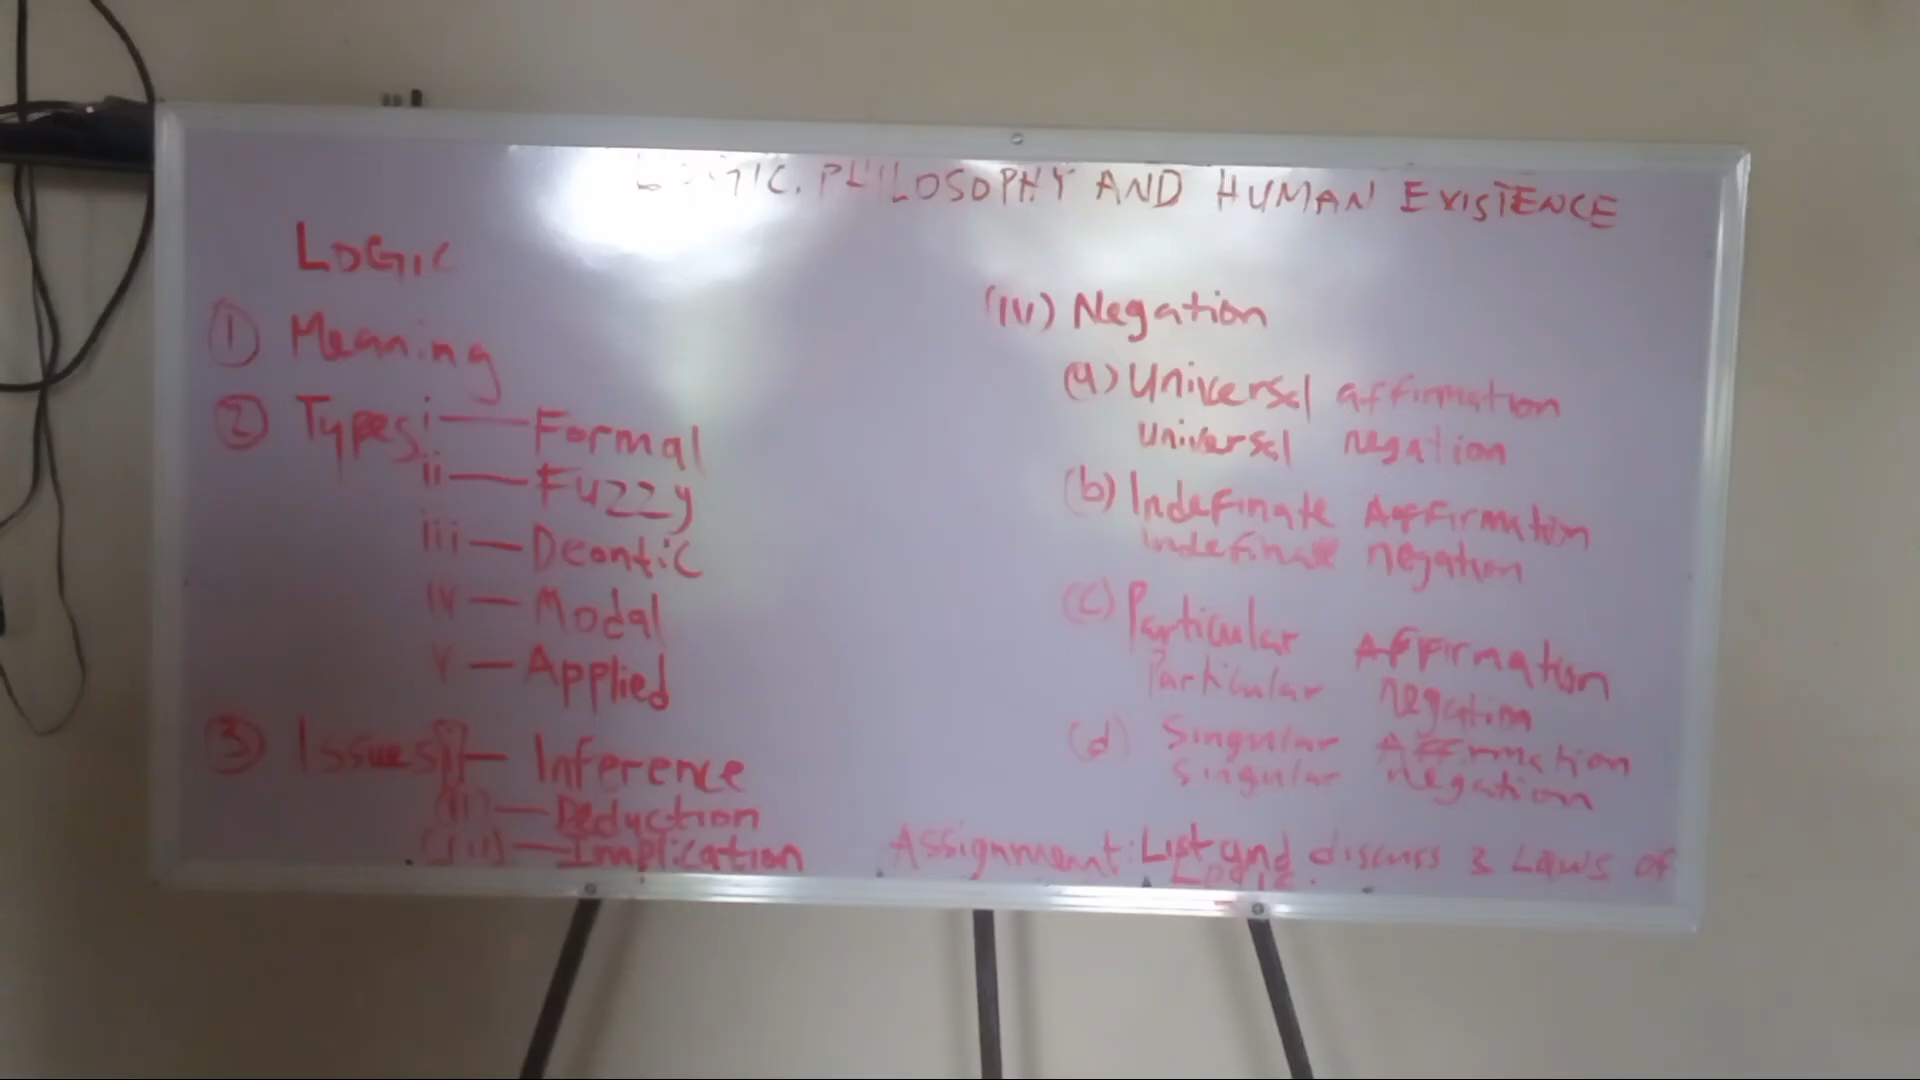 LOGIC, PHILOSOPHY AND HUMAN EXISTENCE
LOGIC
① Meaning
② Types i — Formal
ii — Fuzzy
iii — Deontic
iv — Modal
v — Applied
③ Issues i — Inference
(ii) — Deduction
(iii) — Implication
(iv) Negation
(a) Universal affirmation
Universal negation
(b) Indefinate Affirmation
Indefinate negation
(c) Particular Affirmation
Particular negation
(d) Singular Affirmation
Singular negation
Assignment: List and discuss 3 Laws of
Logic.